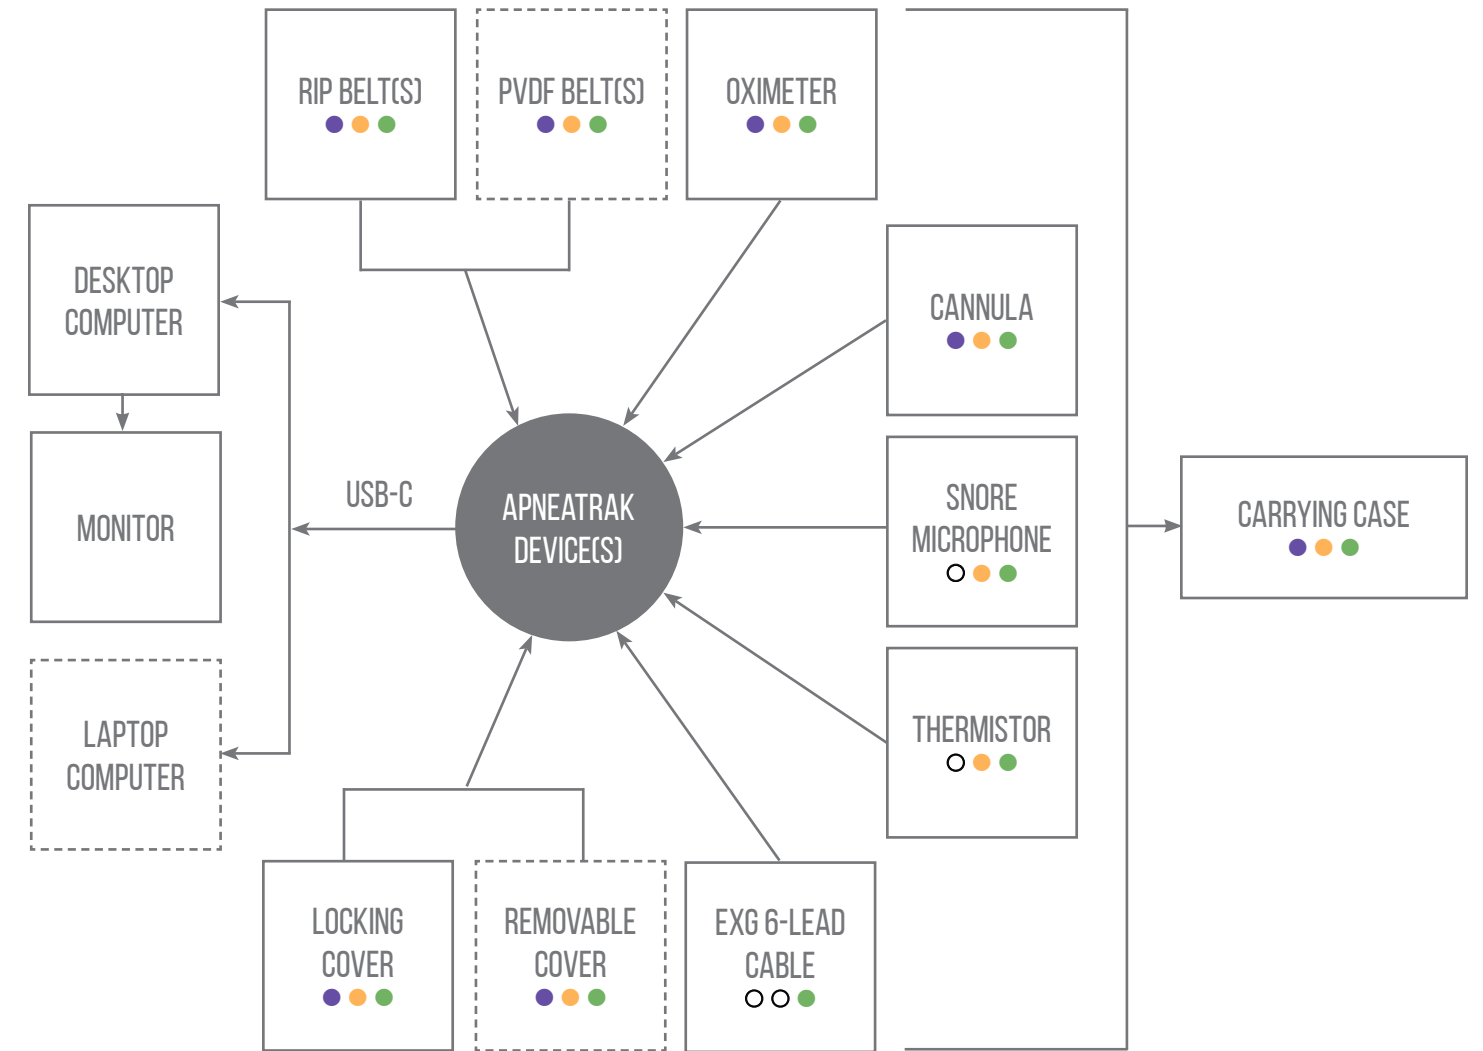 RIP BELT(S)
PVDF BELT(S)
OXIMETER
DESKTOP
COMPUTER
CANNULA
MONITOR
USB-C
APNEATRAK
DEVICE(S)
SNORE
MICROPHONE
CARRYING CASE
LAPTOP
COMPUTER
THERMISTOR
LOCKING
COVER
REMOVABLE
COVER
EXG 6-LEAD
CABLE